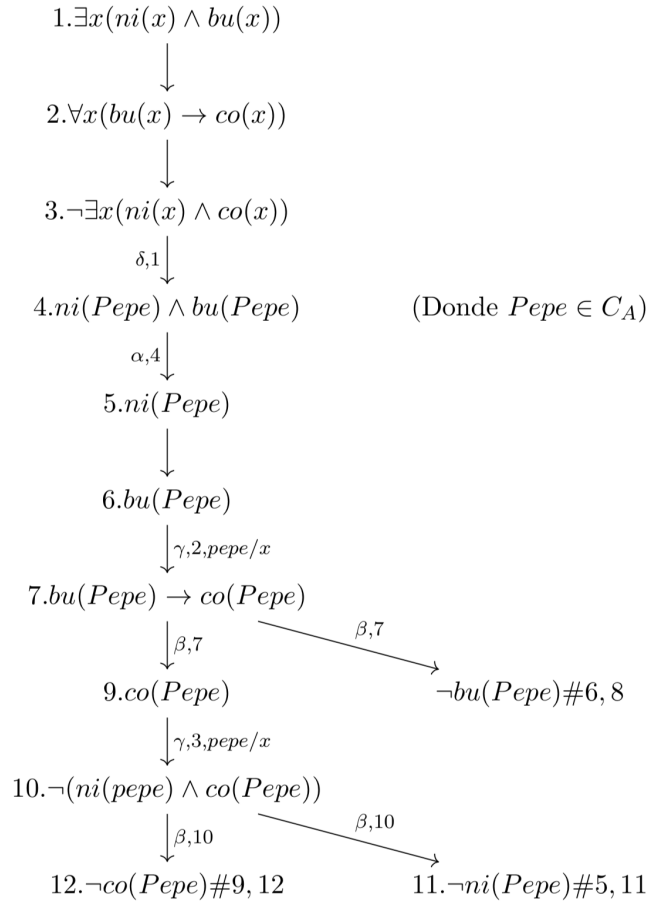 1.∃x(ni(x) ∧ bu(x))
2.∀x(bu(x) → co(x))
3.¬∃x(ni(x) ∧ co(x))
δ,1
4.ni(Pepe) ∧ bu(Pepe) (Donde Pepe ∈ C_A)
α,4
5.ni(Pepe)
6.bu(Pepe)
γ,2,pepe/x
7.bu(Pepe) → co(Pepe)
β,7 β,7
9.co(Pepe) ¬bu(Pepe)#6, 8
γ,3,pepe/x
10.¬(ni(pepe) ∧ co(Pepe))
β,10 β,10
12.¬co(Pepe)#9, 12 11.¬ni(Pepe)#5, 11